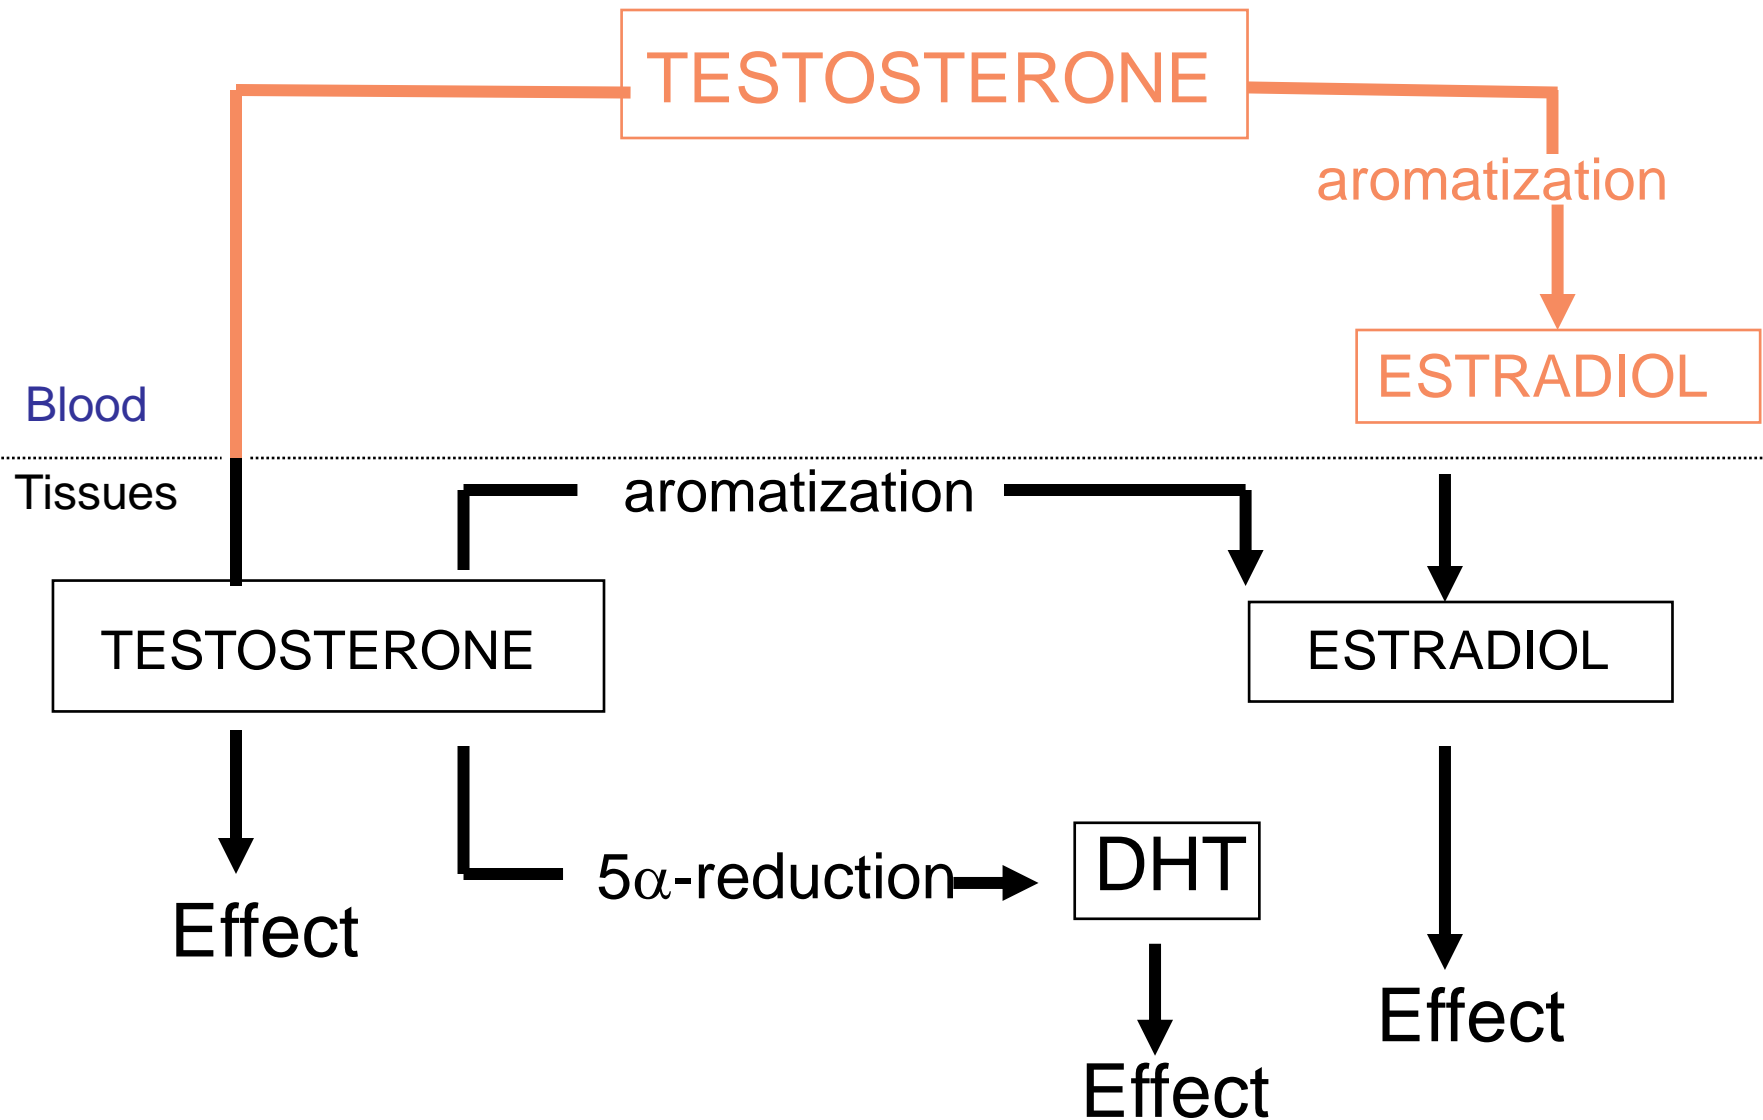 TESTOSTERONE
aromatization
ESTRADIOL
Blood
Tissues
aromatization
TESTOSTERONE
ESTRADIOL
5α-reduction
DHT
Effect
Effect
Effect